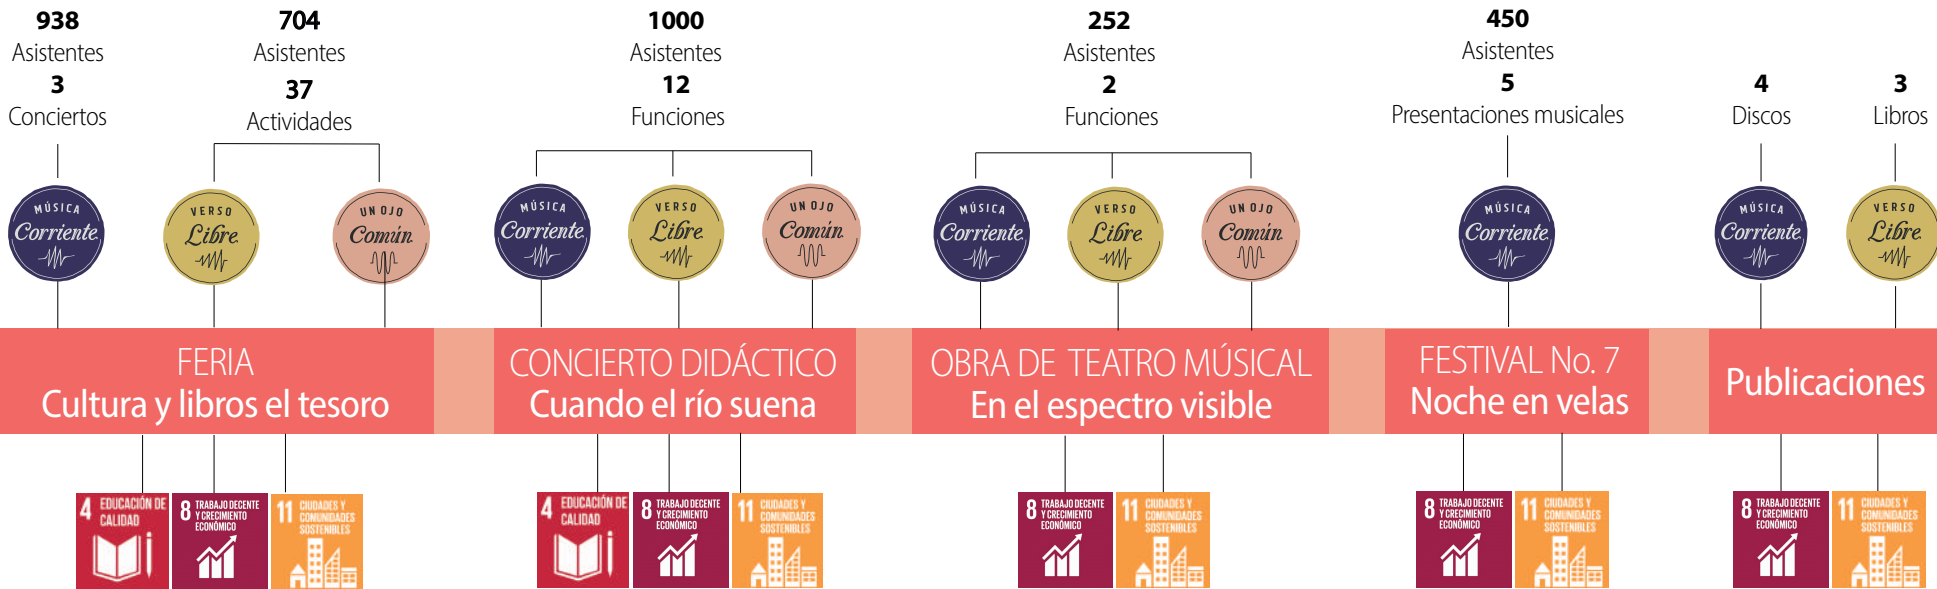 938
Asistentes
3
Conciertos
704
Asistentes
37
Actividades
1000
Asistentes
12
Funciones
252
Asistentes
2
Funciones
450
Asistentes
5
Presentaciones musicales
4
Discos
3
Libros
MÚSICA
Corriente
VERSO
Libre
UN OJO
Común
MÚSICA
Corriente
VERSO
Libre
UN OJO
Común
MÚSICA
Corriente
VERSO
Libre
UN OJO
Común
MÚSICA
Corriente
MÚSICA
Corriente
VERSO
Libre
FERIA
Cultura y libros el tesoro
CONCIERTO DIDÁCTICO
Cuando el río suena
OBRA DE TEATRO MÚSICAL
En el espectro visible
FESTIVAL No. 7
Noche en velas
Publicaciones
4 EDUCACIÓN DE
CALIDAD
8 TRABAJO DECENTE
Y CRECIMIENTO
ECONÓMICO
11 CIUDADES Y
COMUNIDADES
SOSTENIBLES
4 EDUCACIÓN DE
CALIDAD
8 TRABAJO DECENTE
Y CRECIMIENTO
ECONÓMICO
11 CIUDADES Y
COMUNIDADES
SOSTENIBLES
8 TRABAJO DECENTE
Y CRECIMIENTO
ECONÓMICO
11 CIUDADES Y
COMUNIDADES
SOSTENIBLES
8 TRABAJO DECENTE
Y CRECIMIENTO
ECONÓMICO
11 CIUDADES Y
COMUNIDADES
SOSTENIBLES
8 TRABAJO DECENTE
Y CRECIMIENTO
ECONÓMICO
11 CIUDADES Y
COMUNIDADES
SOSTENIBLES